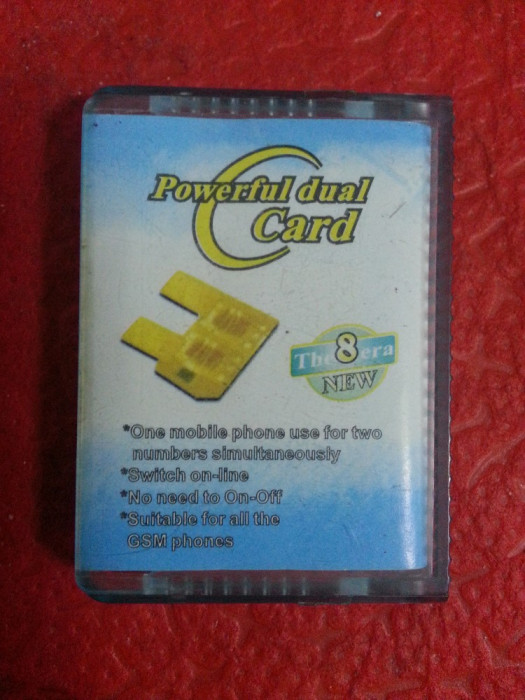 Powerful dual
Card
The 8 era
NEW
*One mobile phone use for two
numbers simultaneously
*Switch on-line
*No need to On-Off
*Suitable for all the
GSM phones